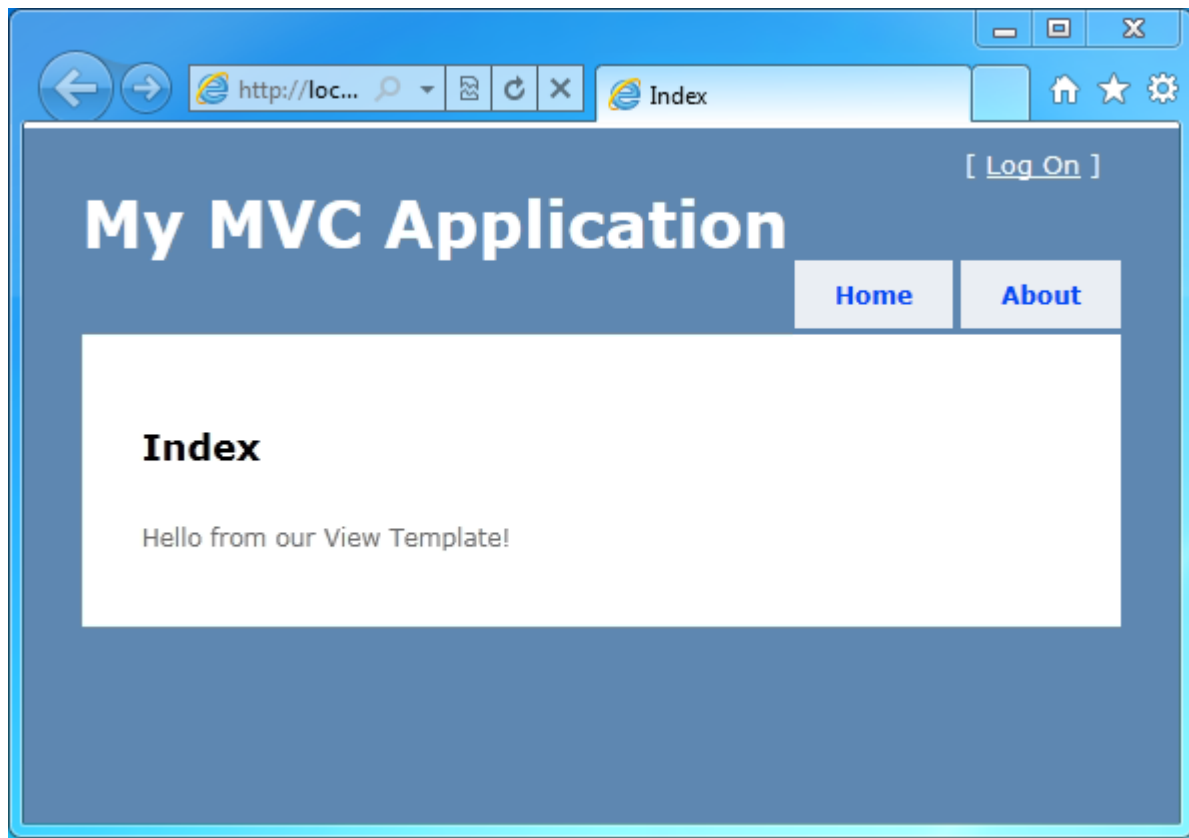 http://loc...
Index
[ Log On ]
My MVC Application
Home
About
Index
Hello from our View Template!